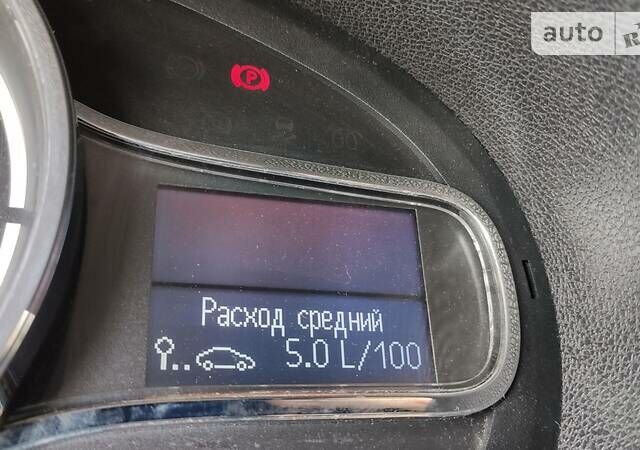 auto
P
Расход средний
5.0 L/100